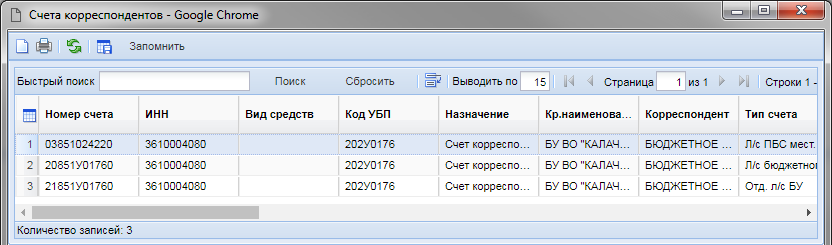 Счета корреспондентов - Google Chrome
Запомнить
Быстрый поиск Поиск Сбросить Выводить по 15 Страница 1 из 1 Строки 1 -
Номер счета ИНН Вид средств Код УБП Назначение Кр.наименова... Корреспондент Тип счета
1 03851024220 3610004080 202У0176 Счет корреспо... БУ ВО "КАЛАЧ... БЮДЖЕТНОЕ ... Л/с ПБС мест.
2 20851У01760 3610004080 202У0176 Счет корреспо... БУ ВО "КАЛАЧ... БЮДЖЕТНОЕ ... Л/с бюджетног
3 21851У01760 3610004080 202У0176 Счет корреспо... БУ ВО "КАЛАЧ... БЮДЖЕТНОЕ ... Отд. л/с БУ
Количество записей: 3